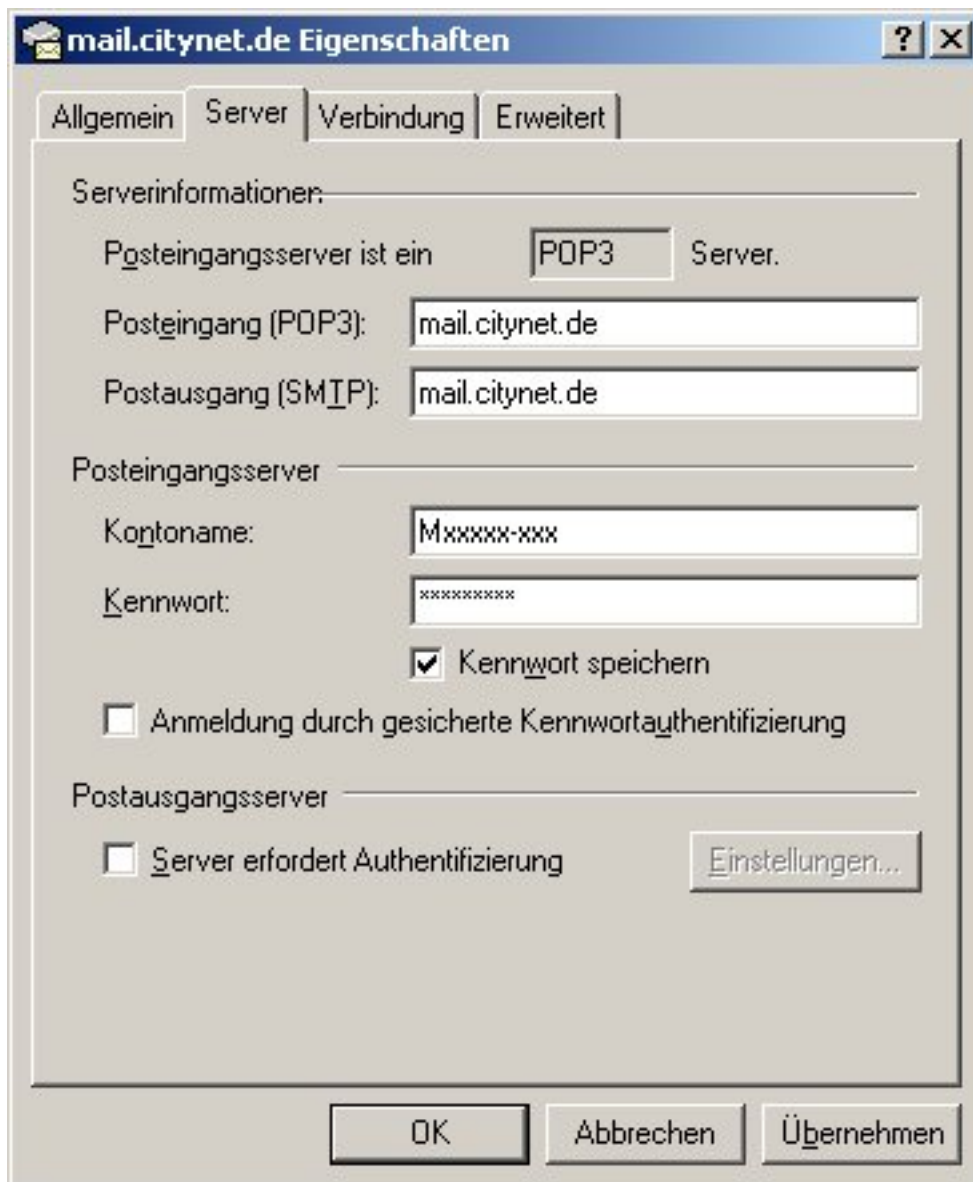 mail.citynet.de Eigenschaften
Allgemein Server Verbindung Erweitert
Serverinformationen
Posteingangsserver ist ein POP3 Server.
Posteingang (POP3): mail.citynet.de
Postausgang (SMTP): mail.citynet.de
Posteingangsserver
Kontoname: Mxxxxx-xxx
Kennwort: *********
Kennwort speichern
Anmeldung durch gesicherte Kennwortauthentifizierung
Postausgangsserver
Server erfordert Authentifizierung Einstellungen...
OK Abbrechen Übernehmen